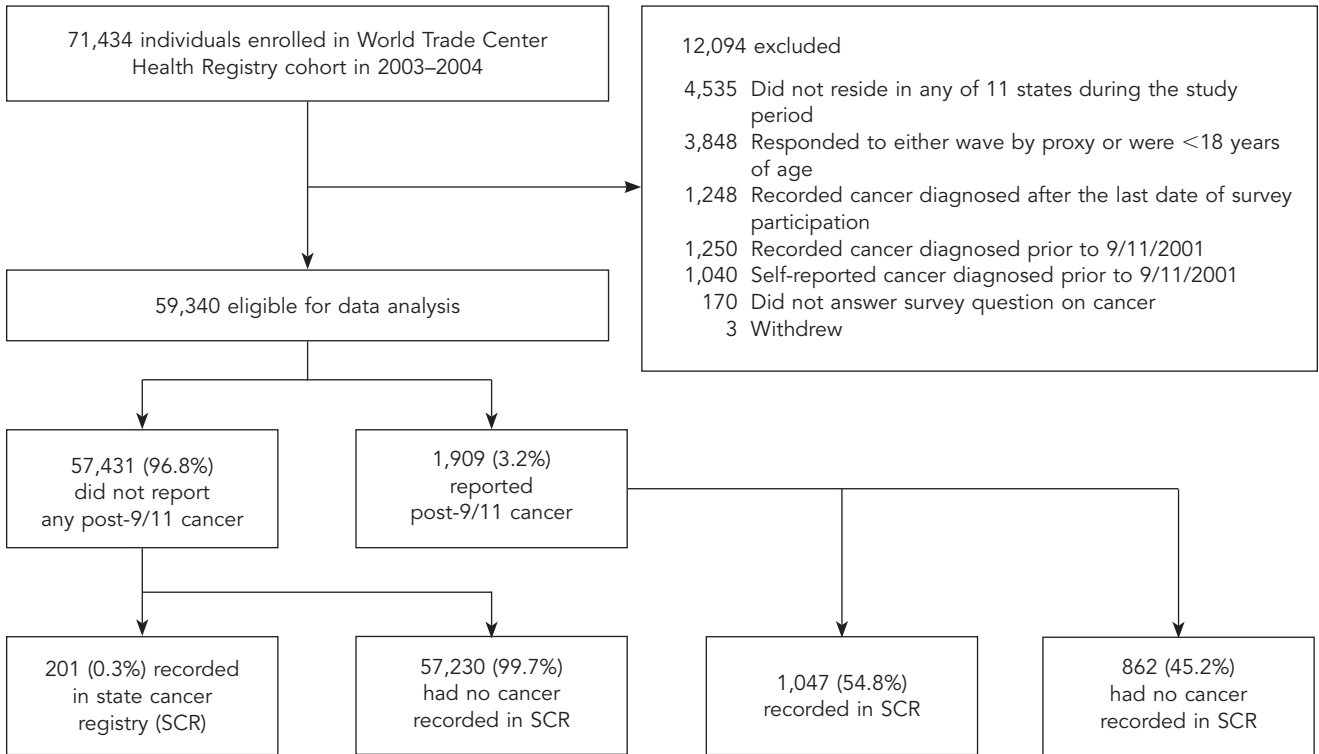 71,434 individuals enrolled in World Trade Center
Health Registry cohort in 2003–2004
12,094 excluded
4,535 Did not reside in any of 11 states during the study
period
3,848 Responded to either wave by proxy or were <18 years
of age
1,248 Recorded cancer diagnosed after the last date of survey
participation
1,250 Recorded cancer diagnosed prior to 9/11/2001
1,040 Self-reported cancer diagnosed prior to 9/11/2001
170 Did not answer survey question on cancer
3 Withdrew
59,340 eligible for data analysis
57,431 (96.8%)
did not report
any post-9/11 cancer
1,909 (3.2%)
reported
post-9/11 cancer
201 (0.3%) recorded
in state cancer
registry (SCR)
57,230 (99.7%)
had no cancer
recorded in SCR
1,047 (54.8%)
recorded in SCR
862 (45.2%)
had no cancer
recorded in SCR